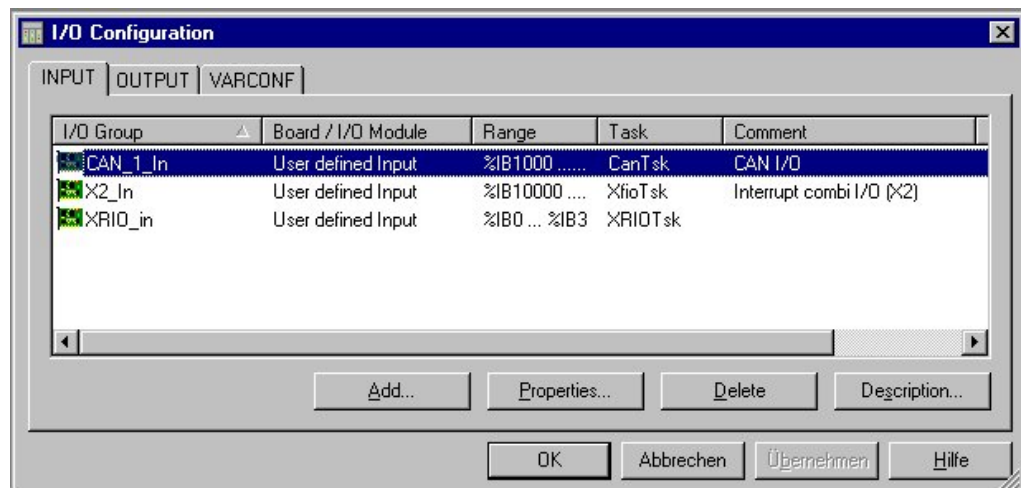 I/O Configuration
INPUT OUTPUT VARCONF
I/O Group Board / I/O Module Range Task Comment
CAN_1_In User defined Input %IB1000 ...... CanTsk CAN I/O
X2_In User defined Input %IB10000 .... XfioTsk Interrupt combi I/O (X2)
XRIO_in User defined Input %IB0 ... %IB3 XRIOTsk
Add... Properties... Delete Description...
OK Abbrechen Übernehmen Hilfe